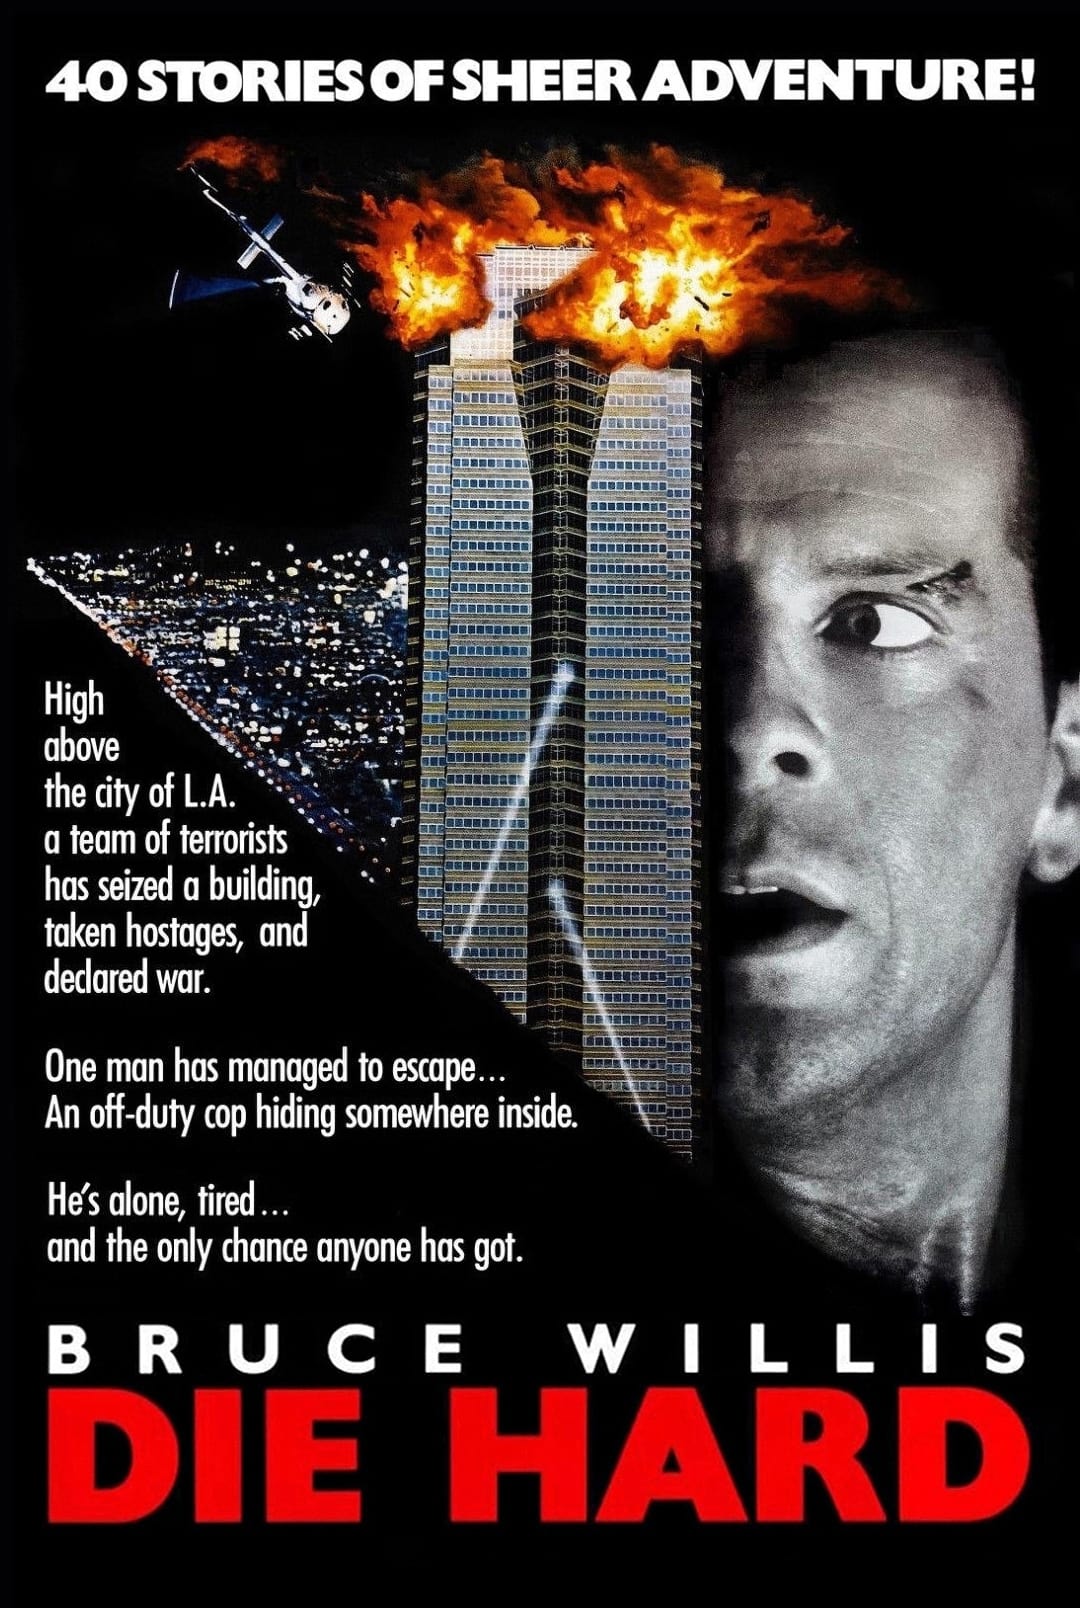 40 STORIES OF SHEER ADVENTURE!
High
above
the city of L.A.
a team of terrorists
has seized a building,
taken hostages, and
declared war.
One man has managed to escape...
An off-duty cop hiding somewhere inside.
He's alone, tired...
and the only chance anyone has got.
BRUCE WILLIS
DIE HARD